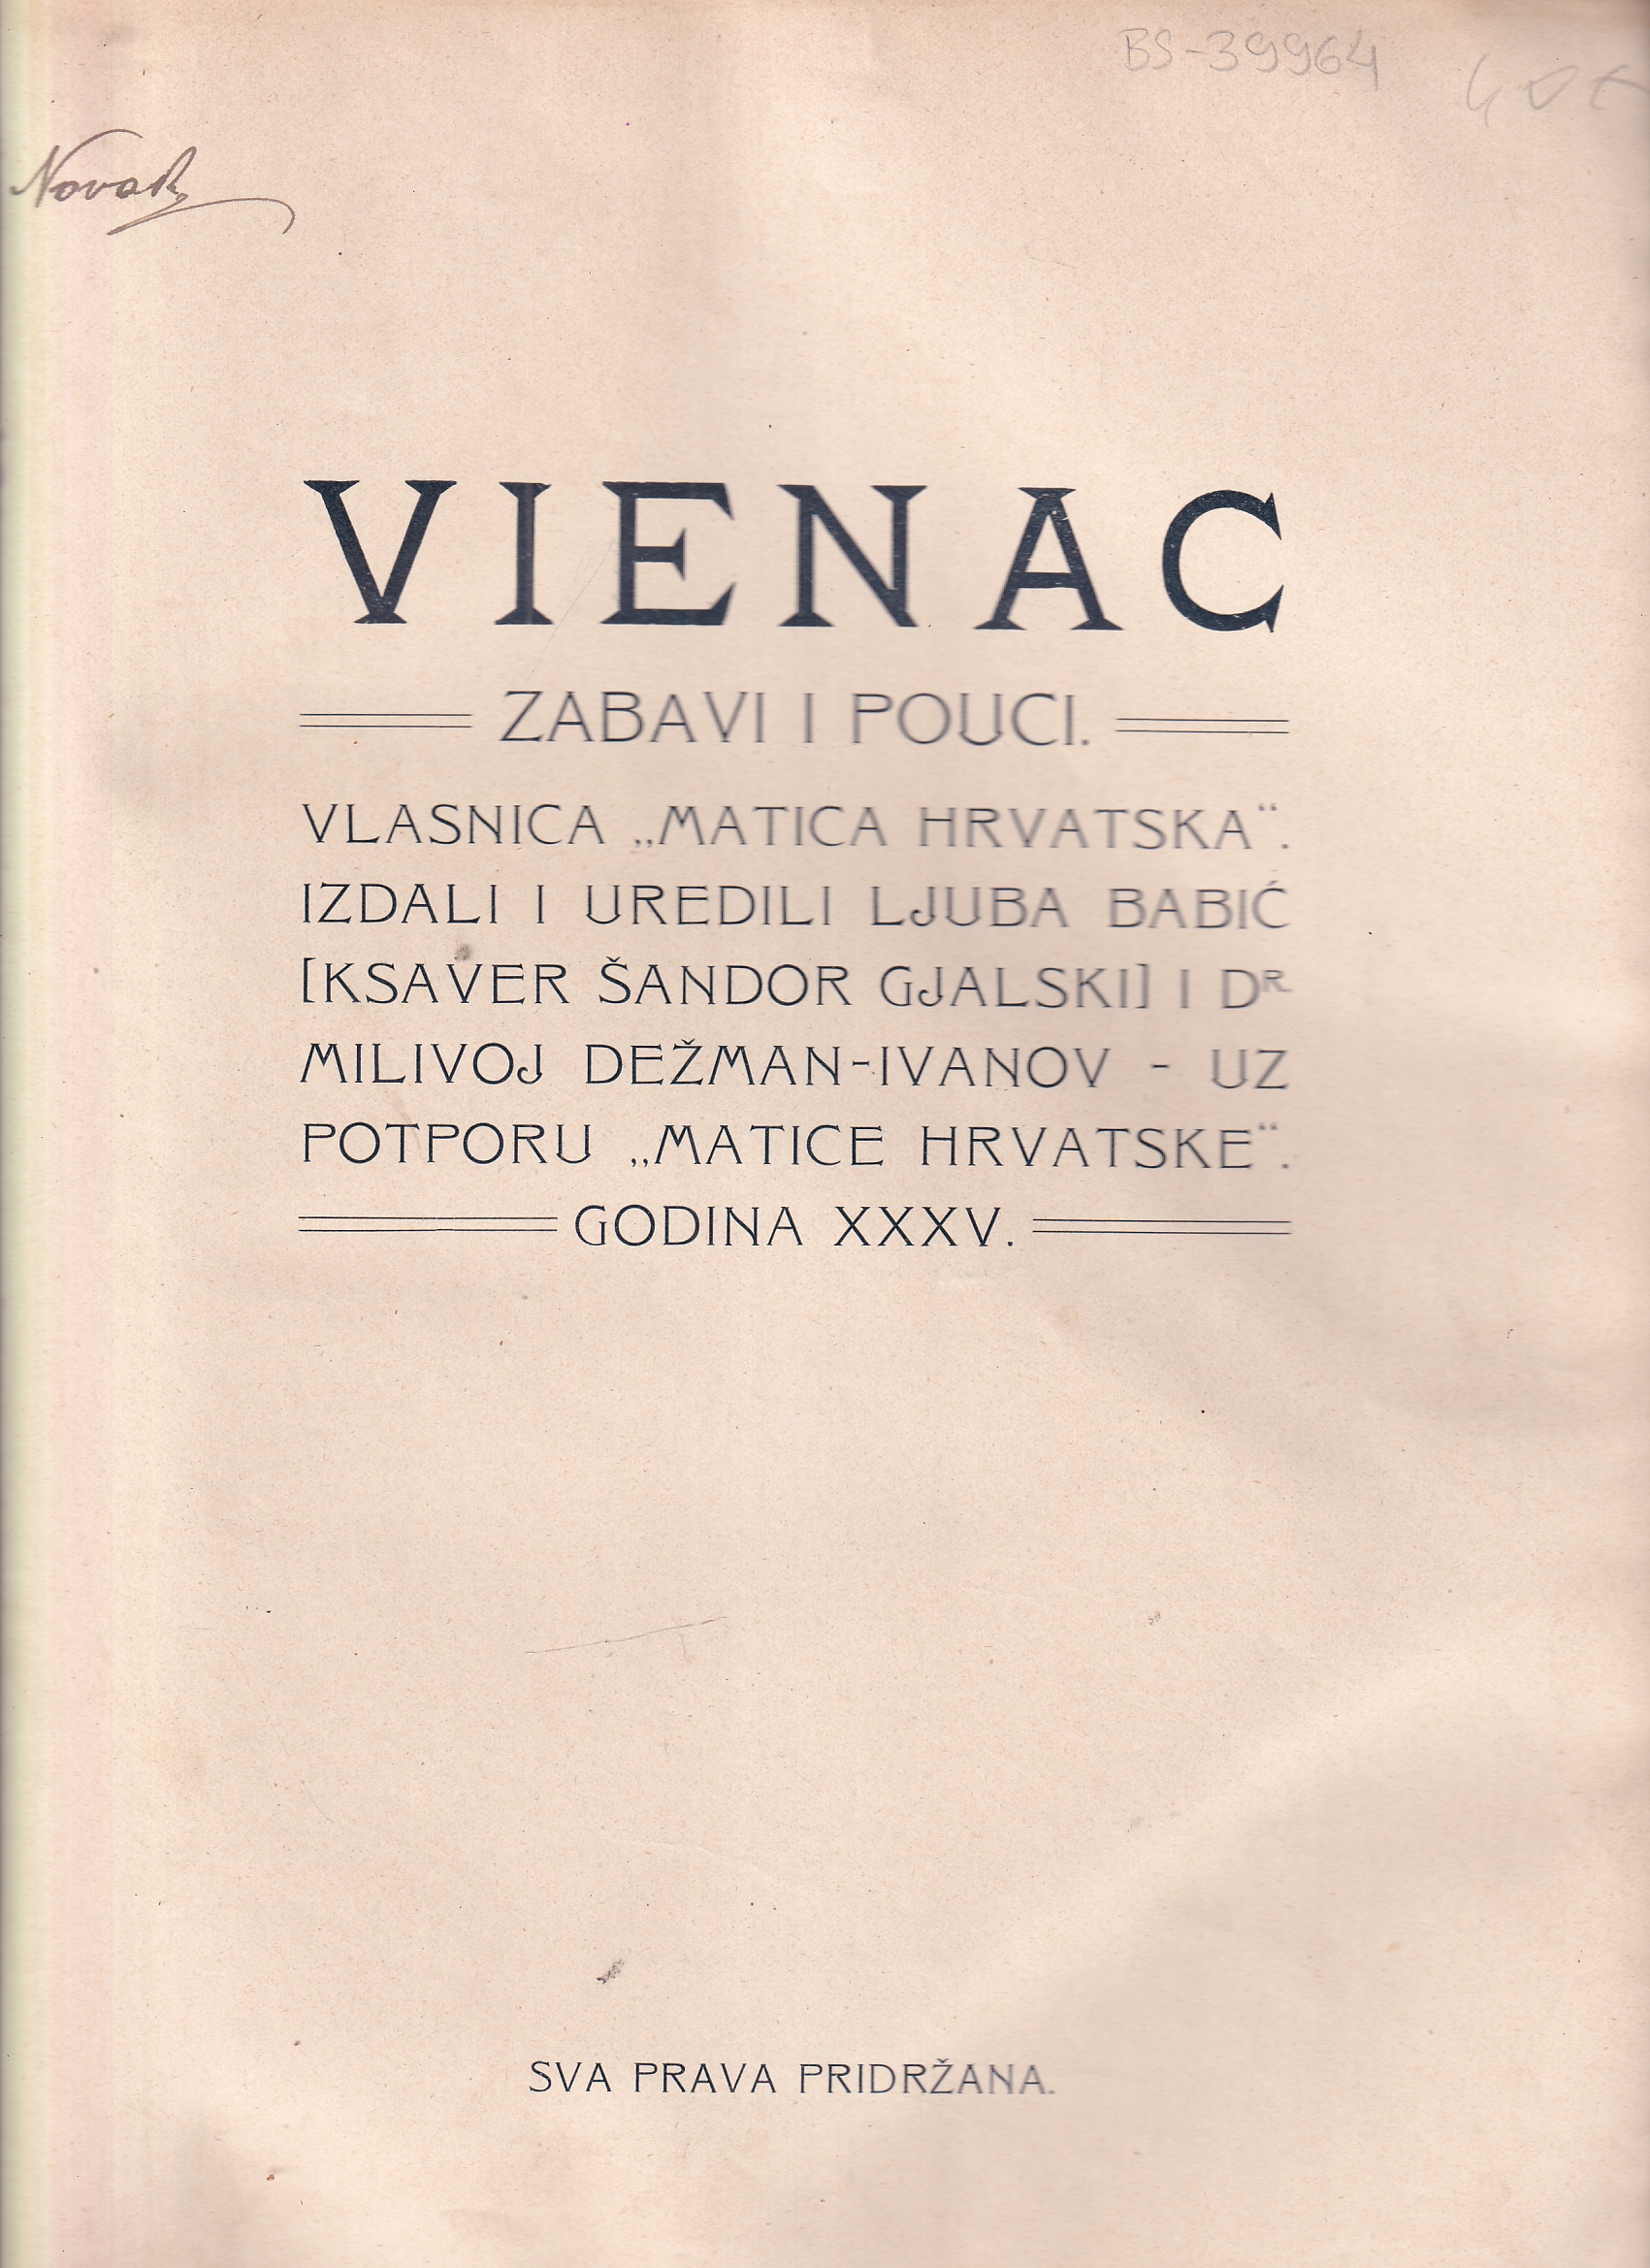 BS-39964
Novak
VIENAC
ZABAVI I POUCI.
VLASNICA „MATICA HRVATSKA“.
IZDALI I UREDILI LJUBA BABIĆ
[KSAVER ŠANDOR GJALSKI] I DR
MILIVOJ DEŽMAN-IVANOV - UZ
POTPORU „MATICE HRVATSKE“.
GODINA XXXV.
SVA PRAVA PRIDRŽANA.